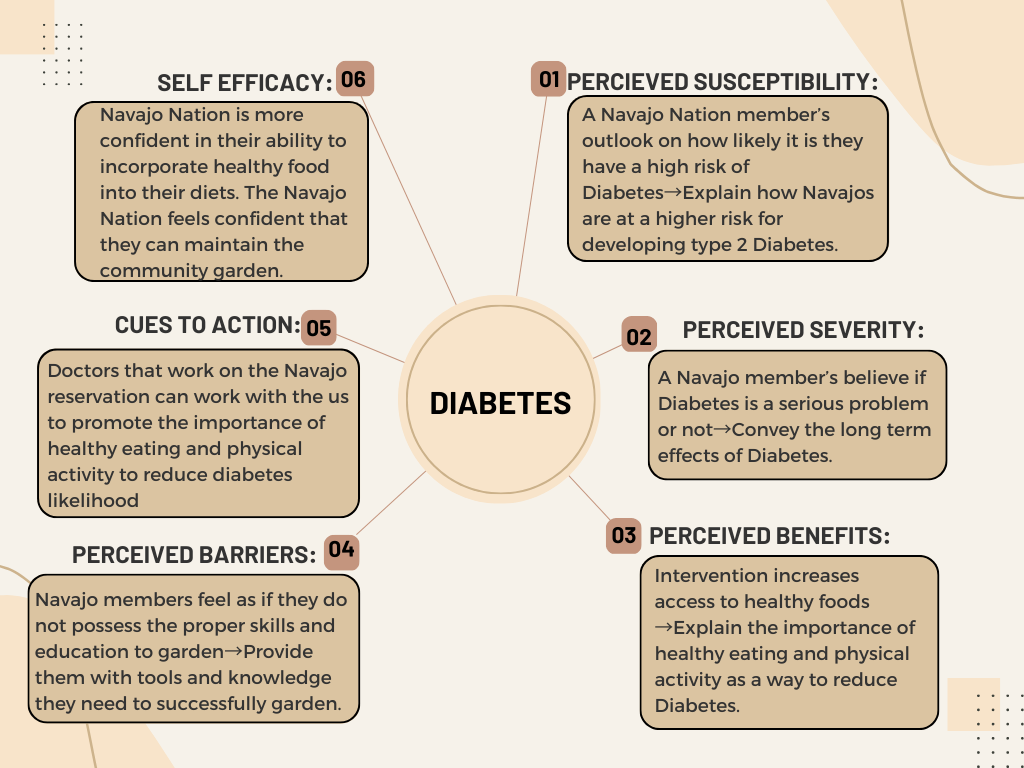 SELF EFFICACY:
06
Navajo Nation is more
confident in their ability to
incorporate healthy food
into their diets. The Navajo
Nation feels confident that
they can maintain the
community garden.
01
PERCIEVED SUSCEPTIBILITY:
A Navajo Nation member’s
outlook on how likely it is they
have a high risk of
Diabetes→Explain how Navajos
are at a higher risk for
developing type 2 Diabetes.
CUES TO ACTION:
05
Doctors that work on the Navajo
reservation can work with the us
to promote the importance of
healthy eating and physical
activity to reduce diabetes
likelihood
DIABETES
02
PERCEIVED SEVERITY:
A Navajo member’s believe if
Diabetes is a serious problem
or not→Convey the long term
effects of Diabetes.
PERCEIVED BARRIERS:
04
Navajo members feel as if they do
not possess the proper skills and
education to garden→Provide
them with tools and knowledge
they need to successfully garden.
03
PERCEIVED BENEFITS:
Intervention increases
access to healthy foods
→Explain the importance of
healthy eating and physical
activity as a way to reduce
Diabetes.